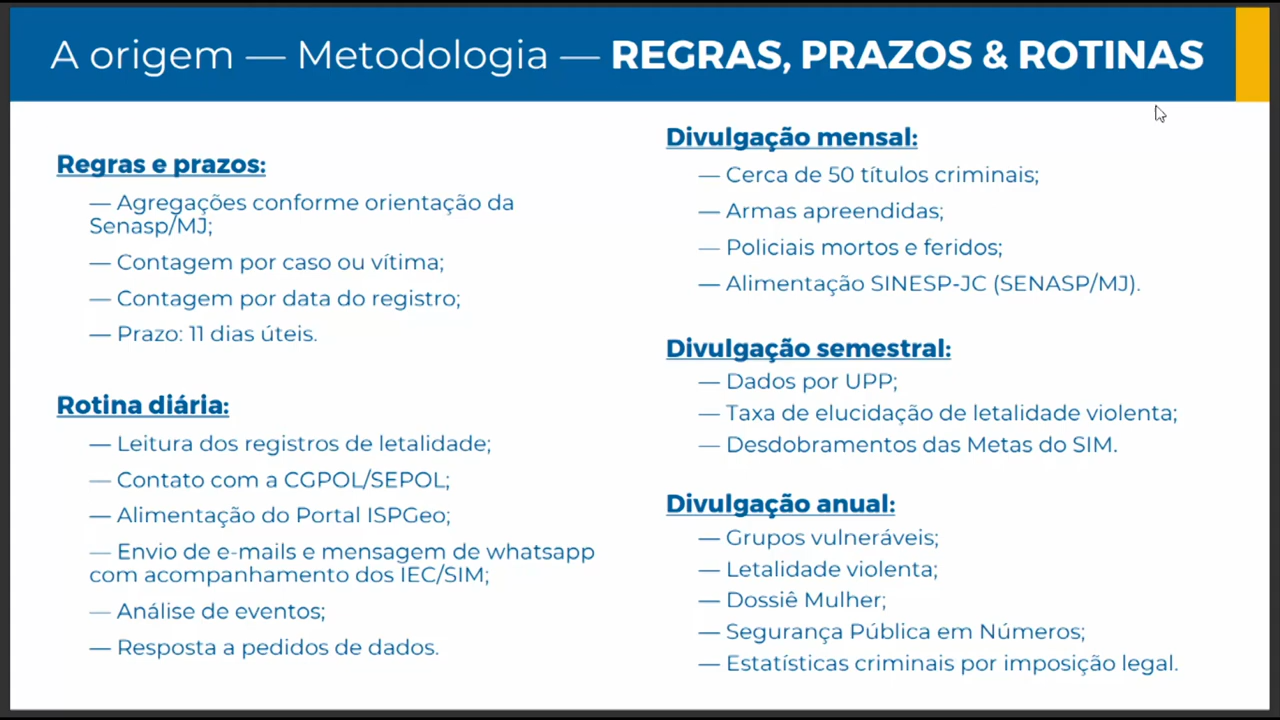 A origem — Metodologia — REGRAS, PRAZOS & ROTINAS
Regras e prazos:
— Agregações conforme orientação da
Senasp/MJ;
— Contagem por caso ou vítima;
— Contagem por data do registro;
— Prazo: 11 dias úteis.
Rotina diária:
— Leitura dos registros de letalidade;
— Contato com a CGPOL/SEPOL;
— Alimentação do Portal ISPGeo;
— Envio de e-mails e mensagem de whatsapp
com acompanhamento dos IEC/SIM;
— Análise de eventos;
— Resposta a pedidos de dados.
Divulgação mensal:
— Cerca de 50 títulos criminais;
— Armas apreendidas;
— Policiais mortos e feridos;
— Alimentação SINESP-JC (SENASP/MJ).
Divulgação semestral:
— Dados por UPP;
— Taxa de elucidação de letalidade violenta;
— Desdobramentos das Metas do SIM.
Divulgação anual:
— Grupos vulneráveis;
— Letalidade violenta;
— Dossiê Mulher;
— Segurança Pública em Números;
— Estatísticas criminais por imposição legal.